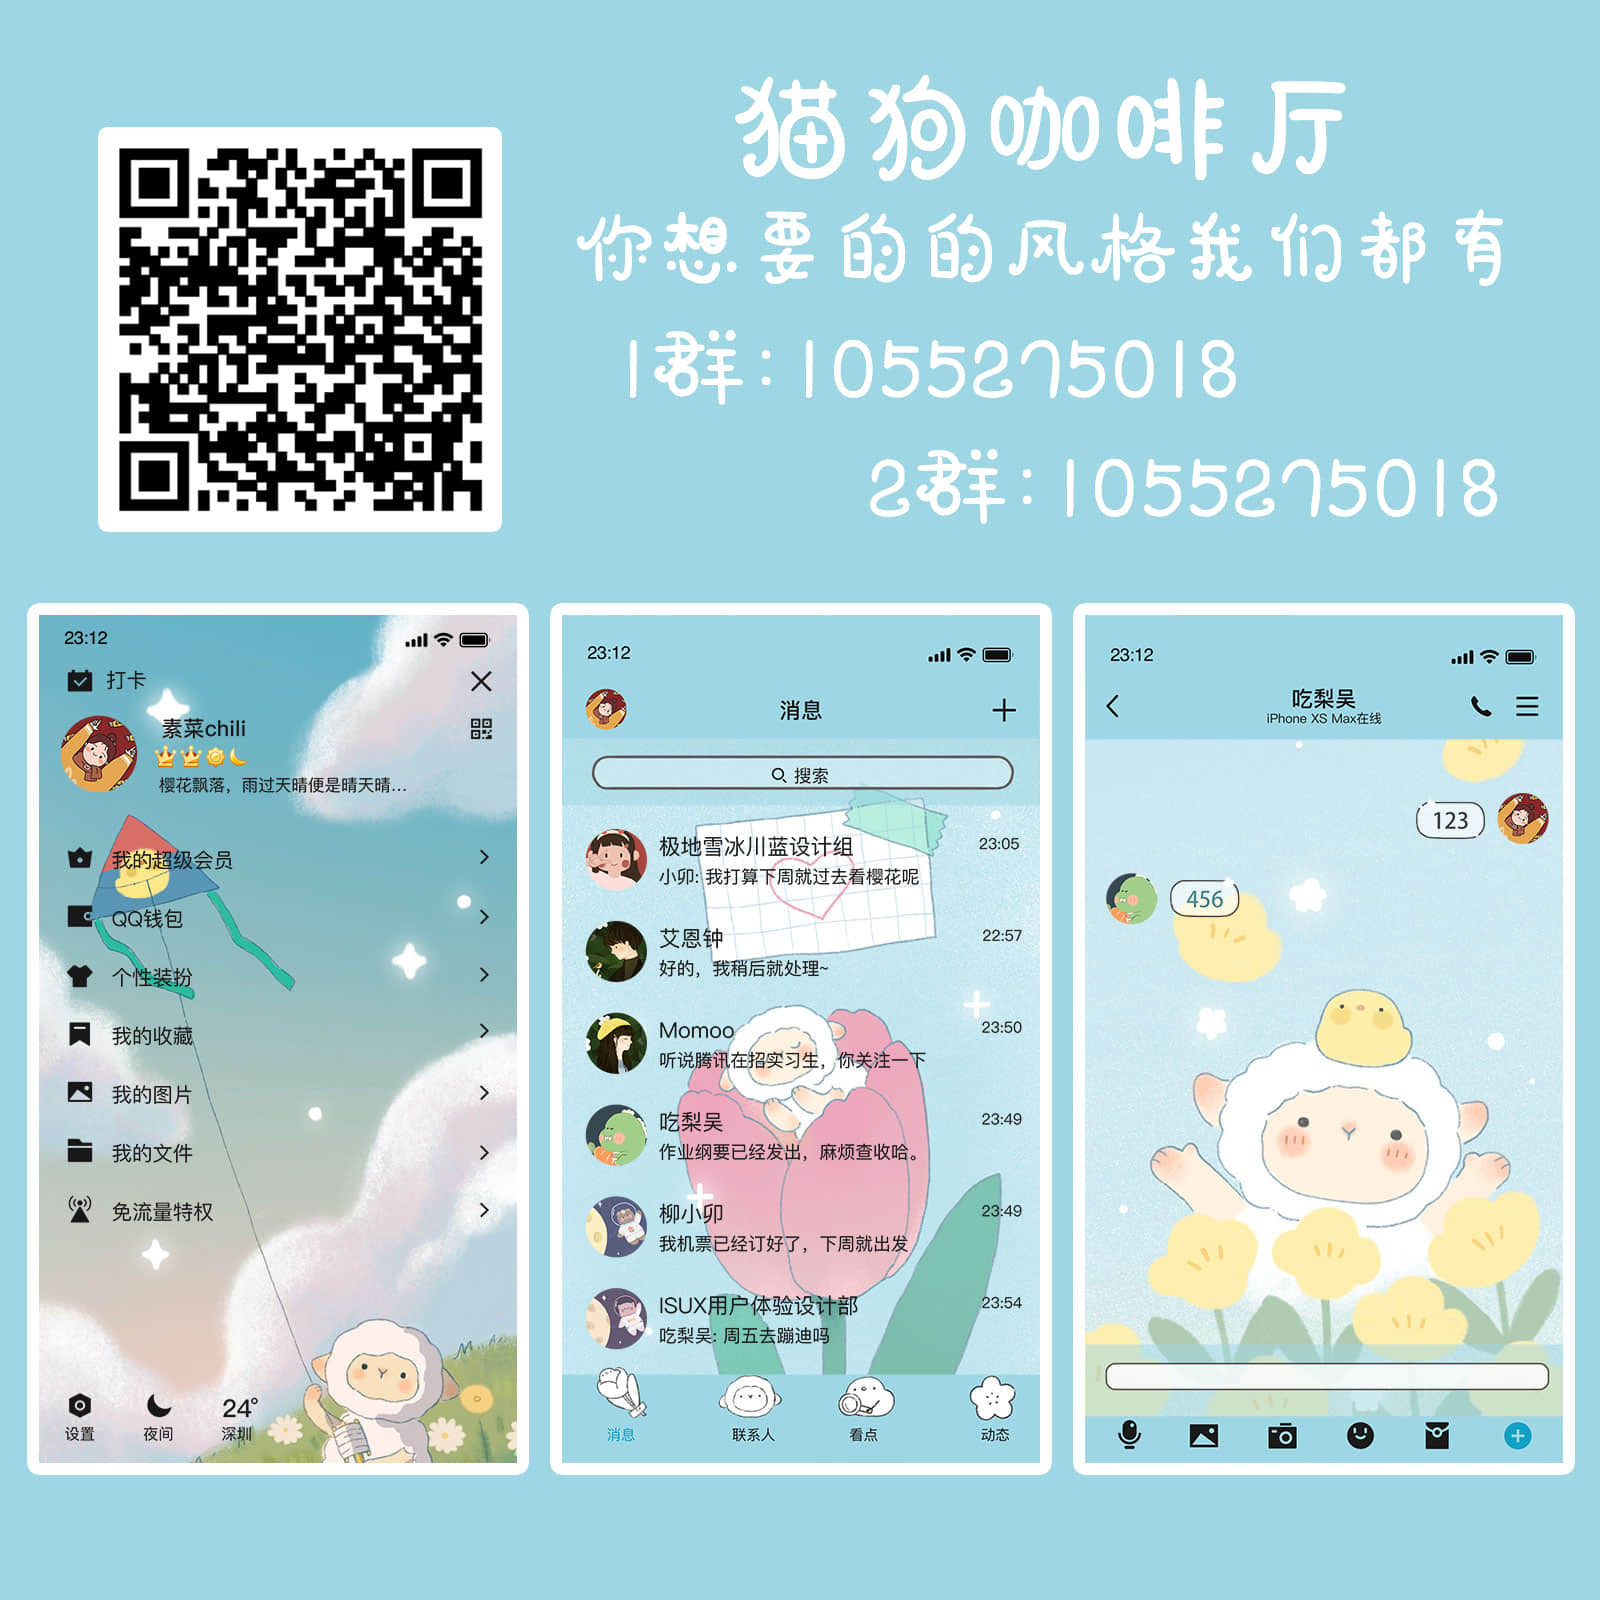 猫狗咖啡厅
你想要的的风格我们都有
1群:1055275018
2群:1055275018
23:12
打卡
素菜chili
樱花飘落，雨过天晴便是晴天晴...
我的超级会员
QQ钱包
个性装扮
我的收藏
我的图片
我的文件
免流量特权
24°
设置 夜间 深圳
23:12
消息
搜索
极地雪冰川蓝设计组 23:05
小卯: 我打算下周就过去看樱花呢
艾恩钟 22:57
好的，我稍后就处理~
Momoo 23:50
听说腾讯在招实习生，你关注一下
吃梨吴 23:49
作业纲要已经发出，麻烦查收哈。
柳小卯 23:49
我机票已经订好了，下周就出发
ISUX用户体验设计部 23:54
吃梨吴: 周五去蹦迪吗
消息 联系人 看点 动态
23:12
吃梨吴
iPhone XS Max在线
123
456